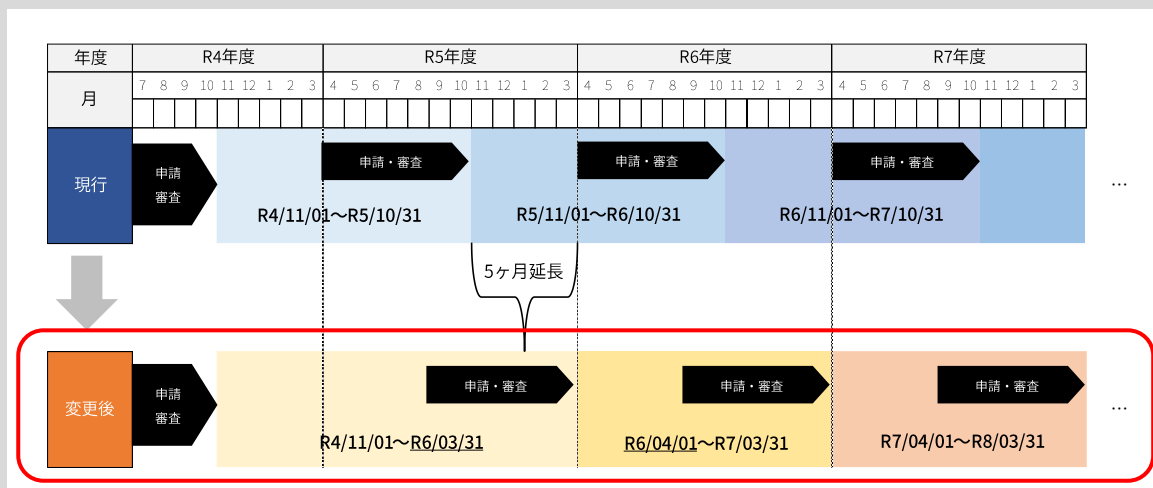 年度 R4年度 R5年度 R6年度 R7年度
月 7 8 9 10 11 12 1 2 3 4 5 6 7 8 9 10 11 12 1 2 3 4 5 6 7 8 9 10 11 12 1 2 3 4 5 6 7 8 9 10 11 12 1 2 3
現行
申請
審査
申請・審査
申請・審査
申請・審査
R4/11/01～R5/10/31
R5/11/01～R6/10/31
R6/11/01～R7/10/31
…
5ヶ月延長
変更後
申請
審査
申請・審査
申請・審査
申請・審査
R4/11/01～R6/03/31
R6/04/01～R7/03/31
R7/04/01～R8/03/31
…